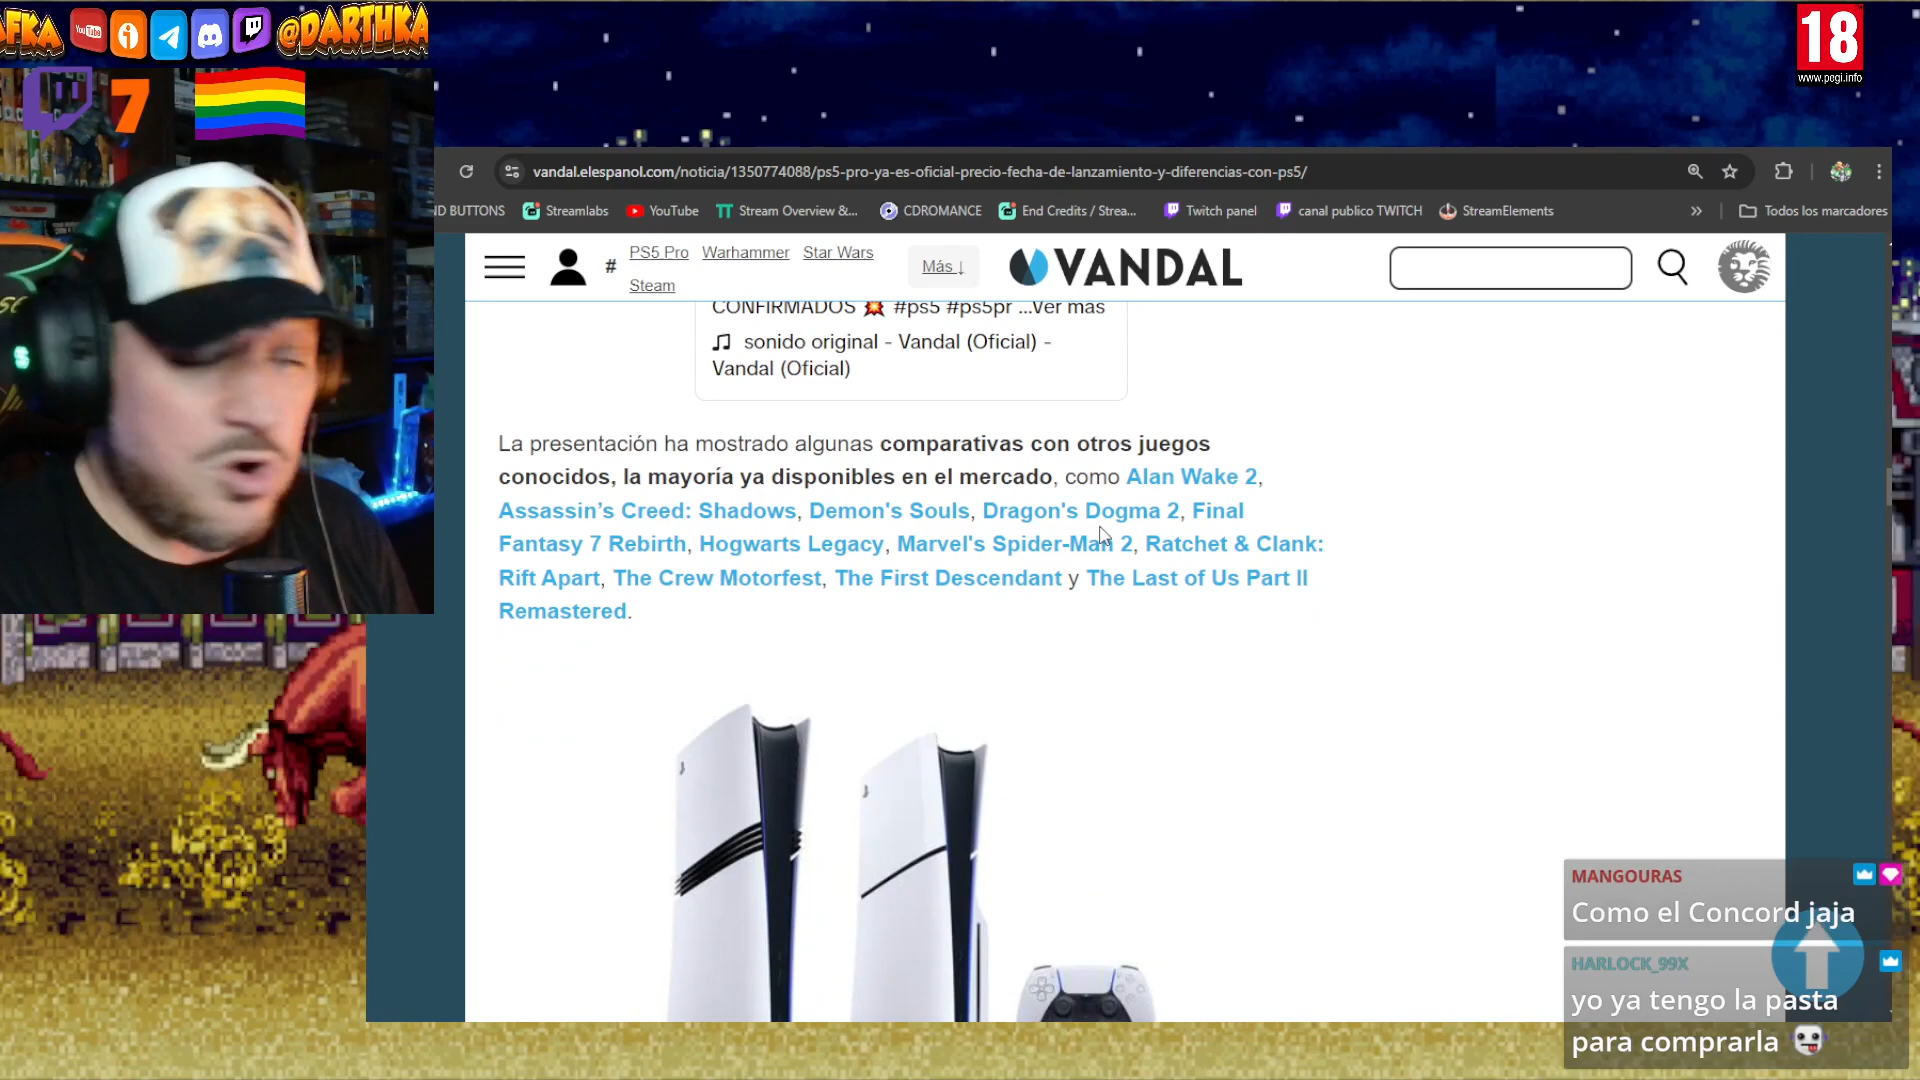 FKA
YouTube
@DARTHKA
18
www.pegi.info
7
vandal.elespanol.com/noticia/1350774088/ps5-pro-ya-es-oficial-precio-fecha-de-lanzamiento-y-diferencias-con-ps5/
ND BUTTONS
Streamlabs
YouTube
Stream Overview &...
CDROMANCE
End Credits / Strea...
Twitch panel
canal publico TWITCH
StreamElements
»
Todos los marcadores
# PS5 Pro Warhammer Star Wars
Steam
Más ↓
VANDAL
CONFIRMADOS 💥 #ps5 #ps5pr ...Ver más
♫ sonido original - Vandal (Oficial) -
Vandal (Oficial)
La presentación ha mostrado algunas comparativas con otros juegos
conocidos, la mayoría ya disponibles en el mercado, como Alan Wake 2,
Assassin’s Creed: Shadows, Demon's Souls, Dragon's Dogma 2, Final
Fantasy 7 Rebirth, Hogwarts Legacy, Marvel's Spider-Man 2, Ratchet & Clank:
Rift Apart, The Crew Motorfest, The First Descendant y The Last of Us Part II
Remastered.
MANGOURAS
Como el Concord jaja
HARLOCK_99X
yo ya tengo la pasta
para comprarla